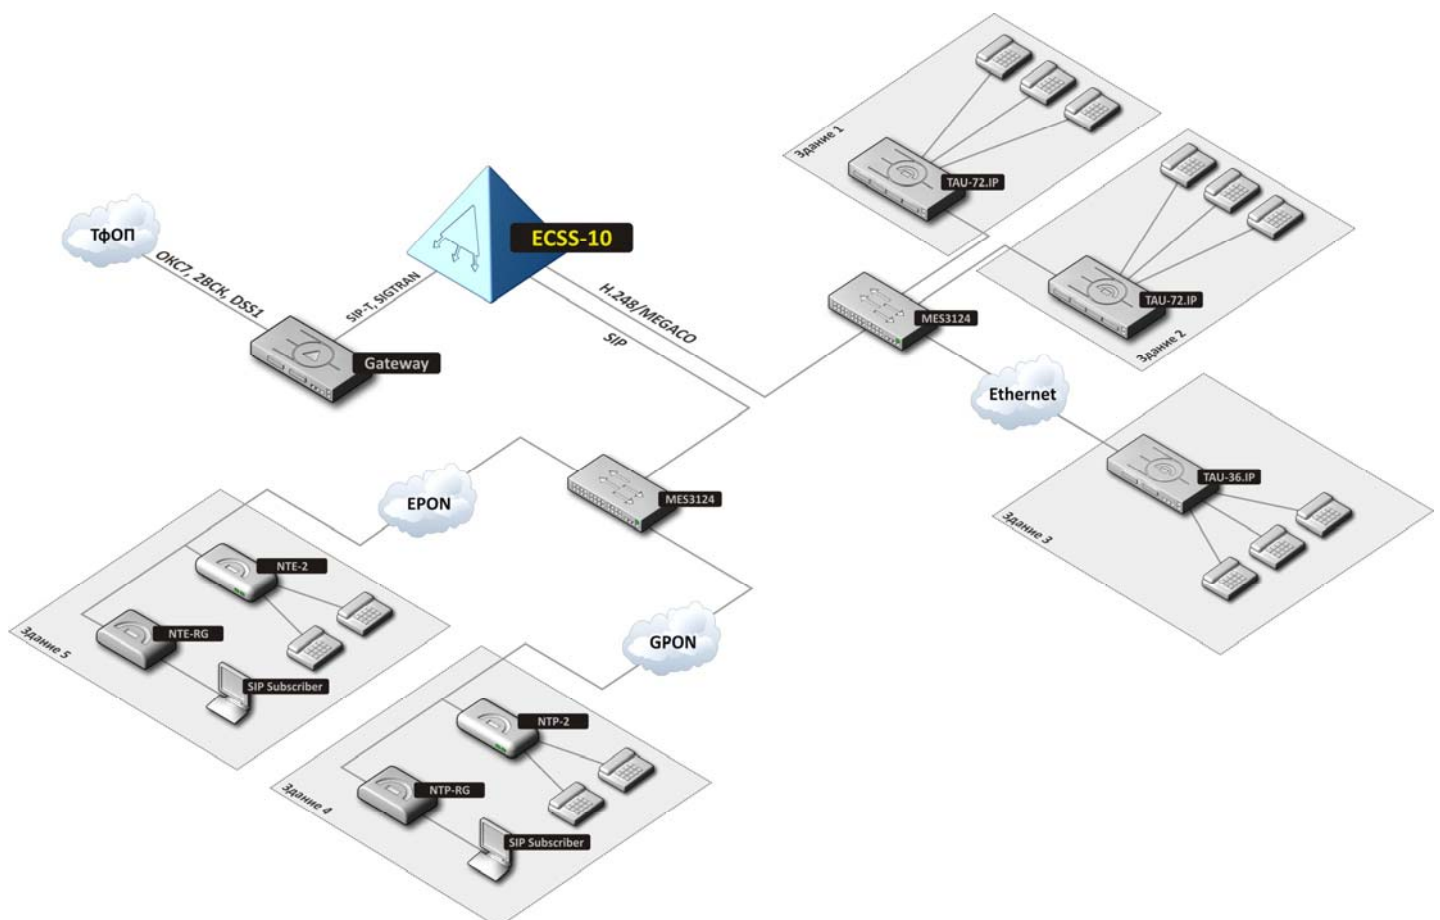 Здание 1
TAU-72.IP
Здание 2
TAU-72.IP
ТфОП
ОКС7, 2ВСК, DSS1
SIP-T, SIGTRAN
ECSS-10
H.248/MEGACO
SIP
Gateway
MES3124
Ethernet
TAU-36.IP
Здание 3
MES3124
EPON
NTE-2
NTE-RG
SIP Subscriber
Здание 5
GPON
NTP-2
NTP-RG
SIP Subscriber
Здание 4